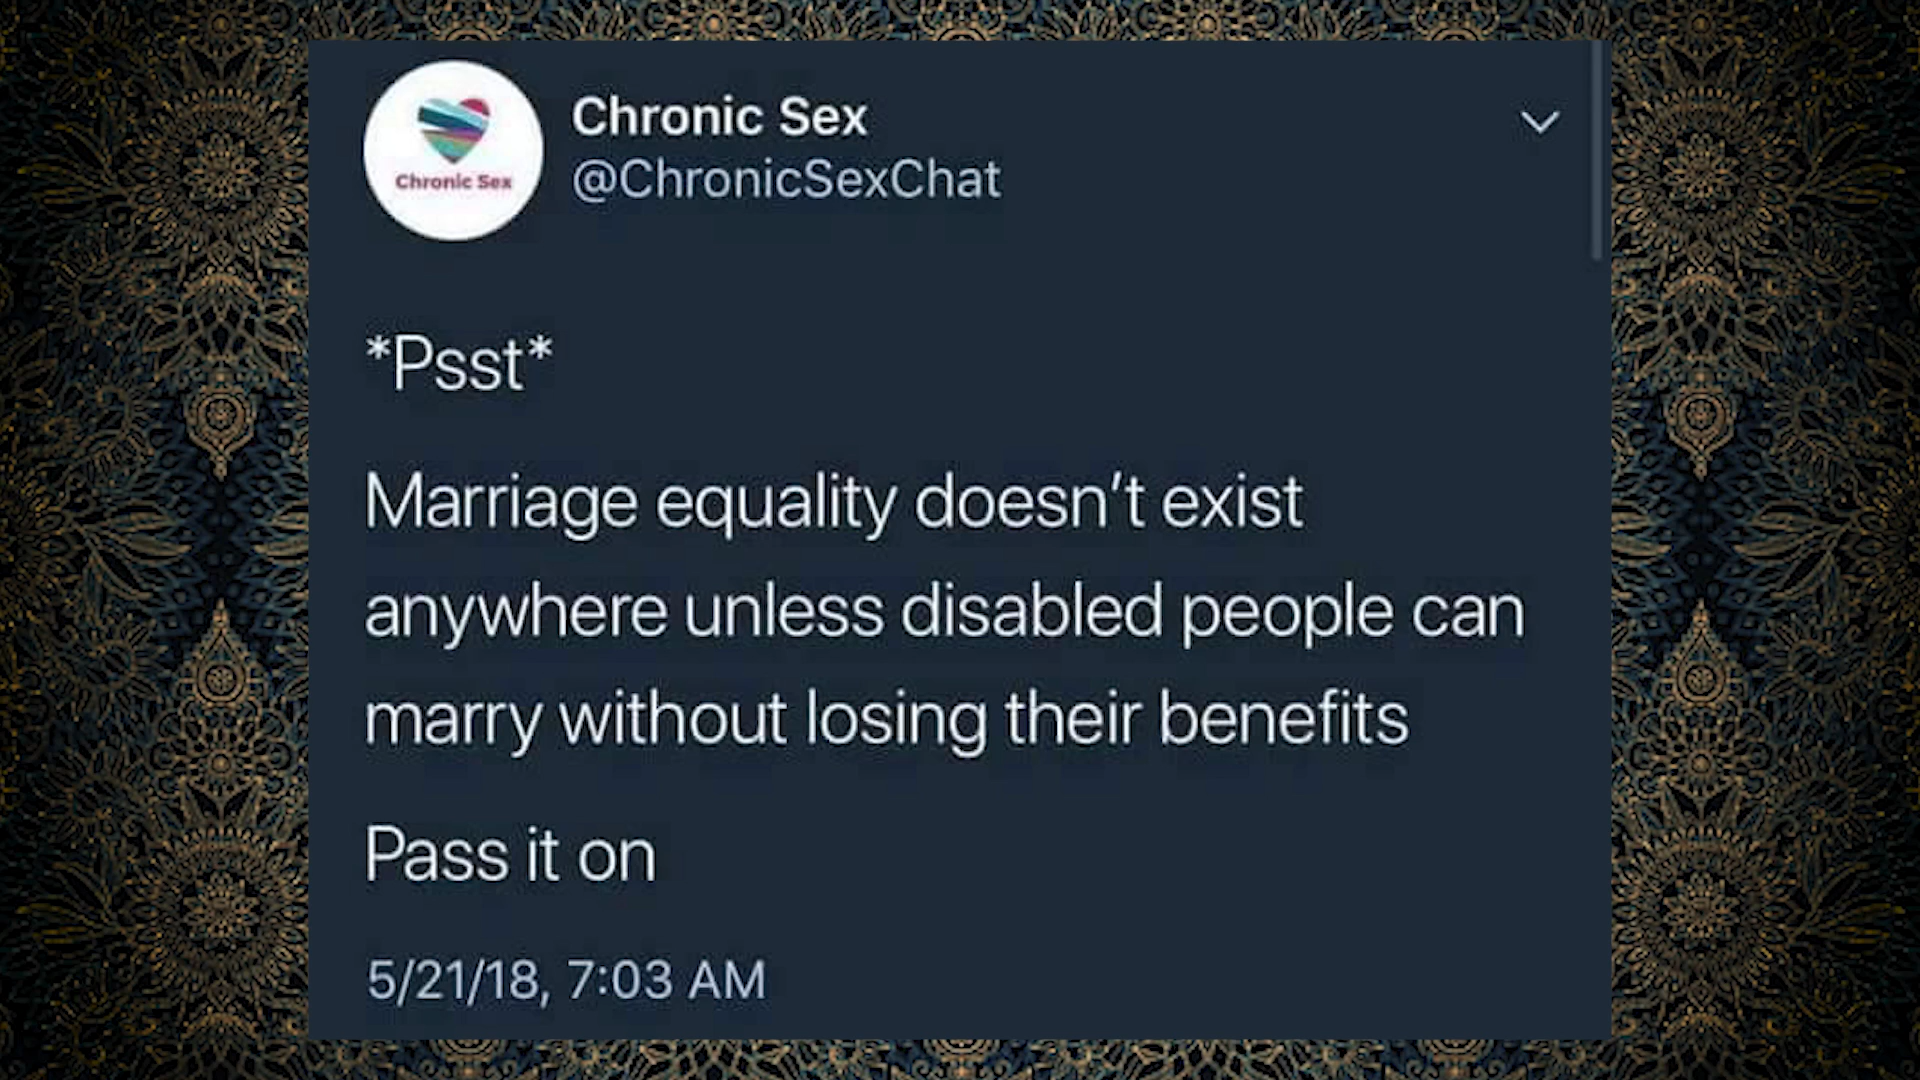 Chronic Sex
Chronic Sex
@ChronicSexChat
*Psst*
Marriage equality doesn't exist
anywhere unless disabled people can
marry without losing their benefits
Pass it on
5/21/18, 7:03 AM